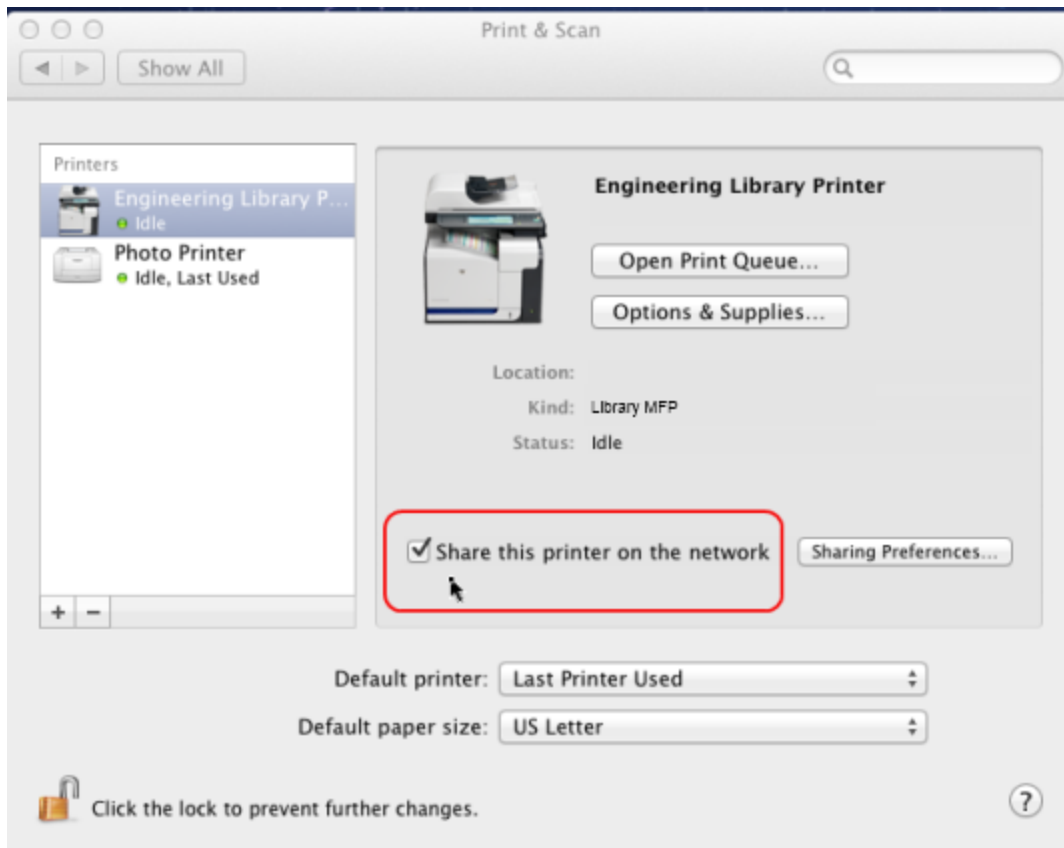 Print & Scan
Show All
Printers
Engineering Library P...
Idle
Photo Printer
Idle, Last Used
Engineering Library Printer
Open Print Queue...
Options & Supplies...
Location:
Kind: Library MFP
Status: Idle
Share this printer on the network
Sharing Preferences...
+ −
Default printer: Last Printer Used
Default paper size: US Letter
Click the lock to prevent further changes.
?